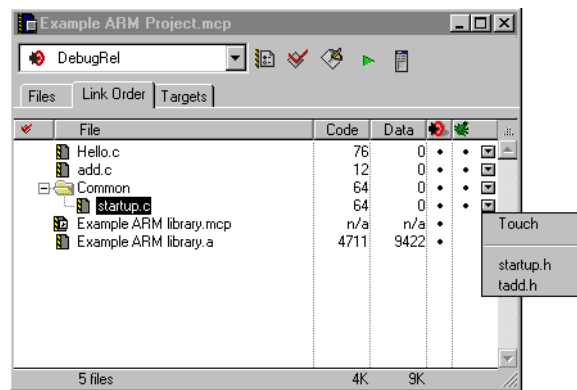 Example ARM Project.mcp
DebugRel
Files Link Order Targets
File Code Data
Hello.c 76 0
add.c 12 0
Common 64 0
startup.c 64 0
Example ARM library.mcp n/a n/a
Example ARM library.a 4711 9422
Touch
startup.h
tadd.h
5 files 4K 9K